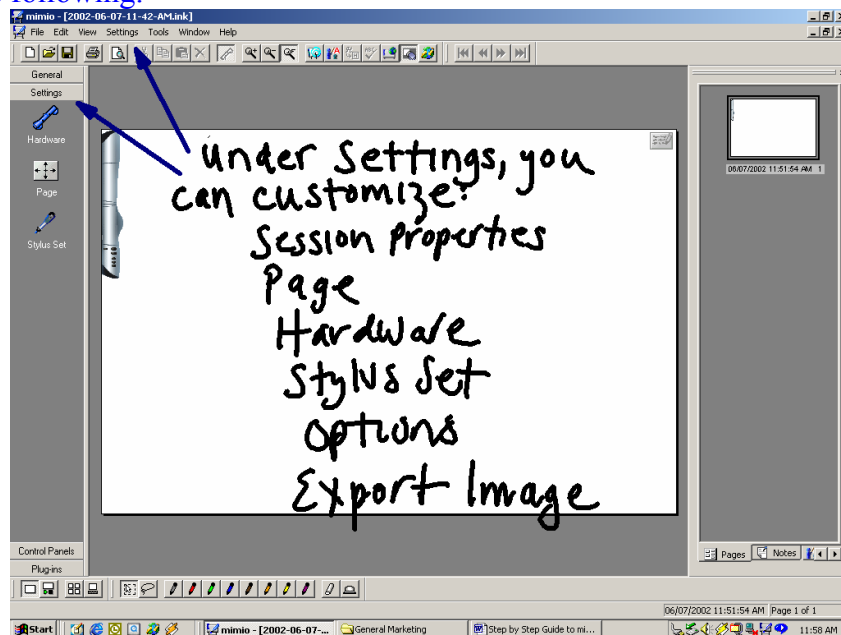 following:
mimio - [2002-06-07-11-42-AM.ink]
File Edit View Settings Tools Window Help
General
Settings
Hardware
Page
Stylus Set
Under Settings, you
can customize:
Session Properties
Page
Hardware
Stylus Set
Options
Export Image
06/07/2002 11:51:54 AM 1
Control Panels
Plug-ins
Pages Notes
06/07/2002 11:51:54 AM Page 1 of 1
Start mimio - [2002-06-07-... General Marketing Step by Step Guide to mi... 11:58 AM